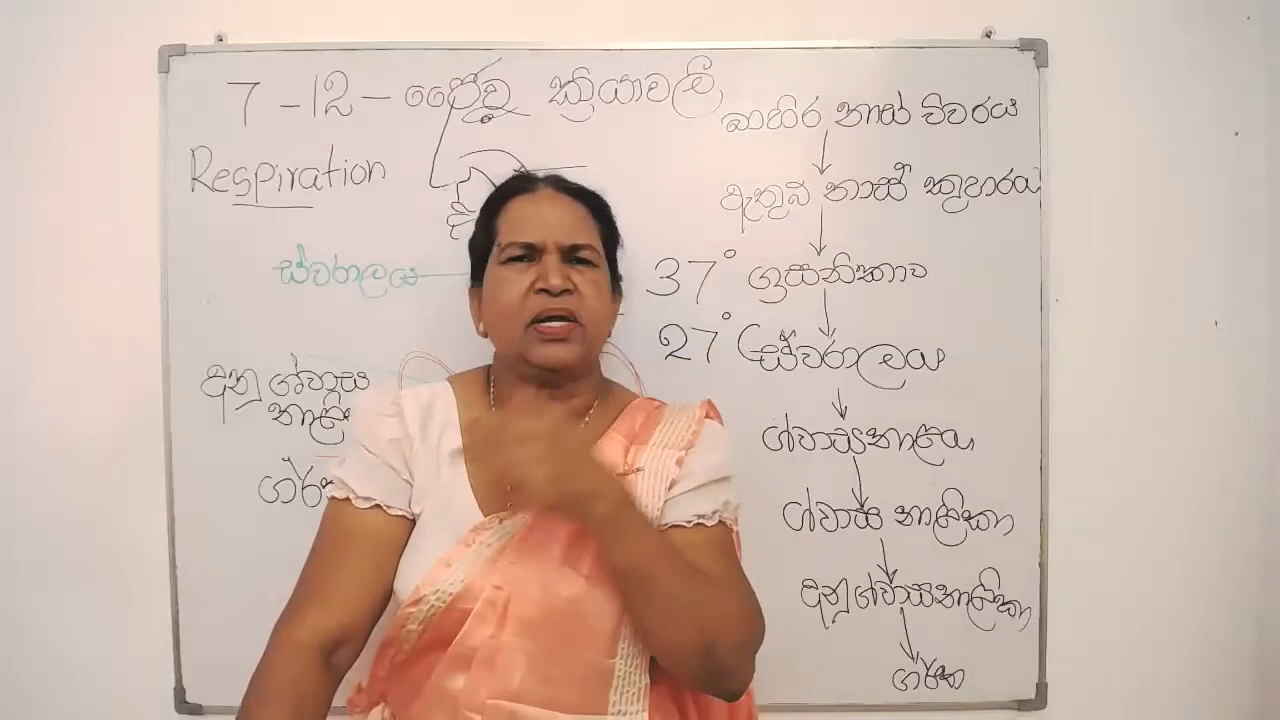 7 - 12 - ජෛව ක්‍රියාවලි
Respiration
ස්වරාලය
අනු ශ්වාස
ගර්ත
බාහිර නාස් විවරය
ඇතුළු නාස් කුහරය
37° ග්‍රසනිකාව
27° ස්වරාලය
ශ්වාසනාලය
ශ්වාස නාලිකා
අනු ශ්වාසනාලිකා
ගර්ත